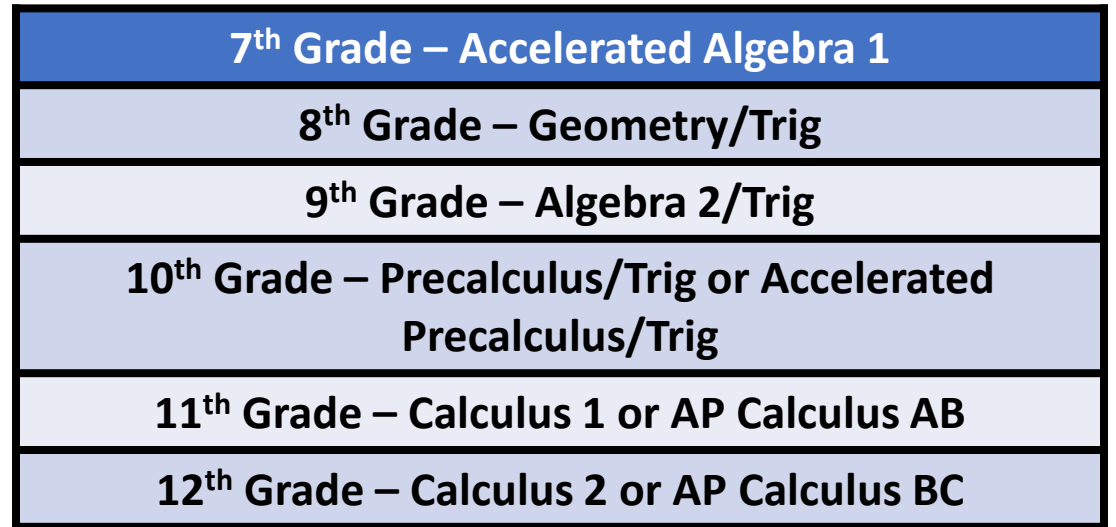 7th Grade – Accelerated Algebra 1
8th Grade – Geometry/Trig
9th Grade – Algebra 2/Trig
10th Grade – Precalculus/Trig or Accelerated
Precalculus/Trig
11th Grade – Calculus 1 or AP Calculus AB
12th Grade – Calculus 2 or AP Calculus BC